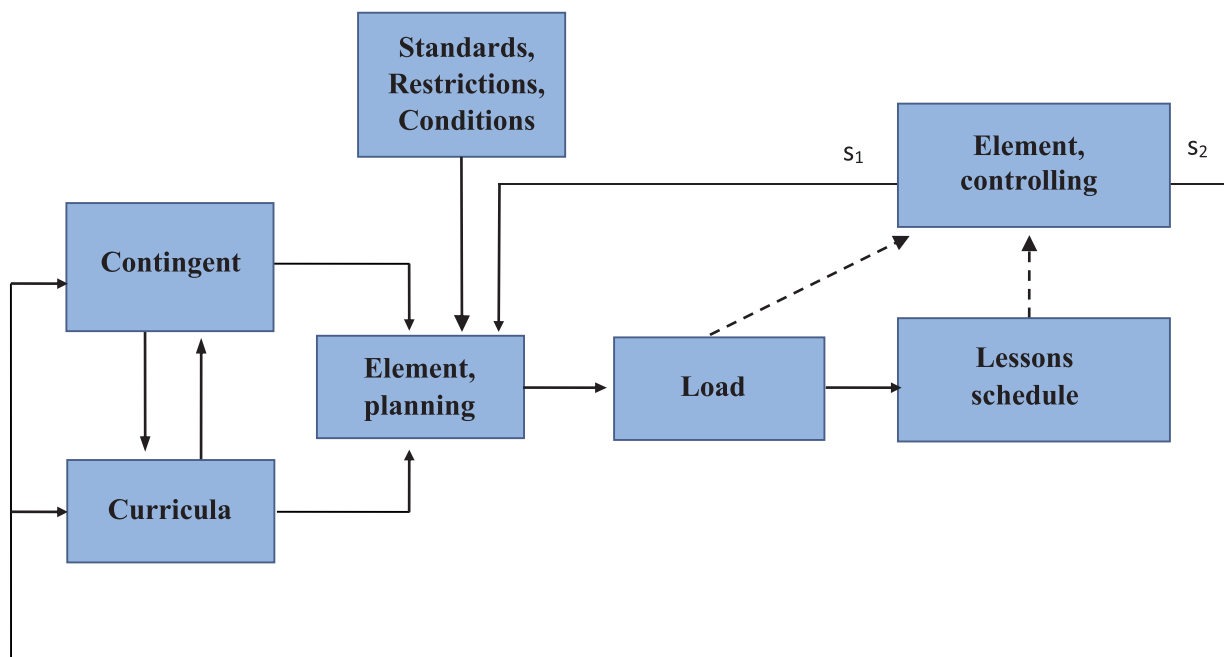 Standards,
Restrictions,
Conditions
s₁
Element,
controlling
s₂
Contingent
Element,
planning
Load
Lessons
schedule
Curricula